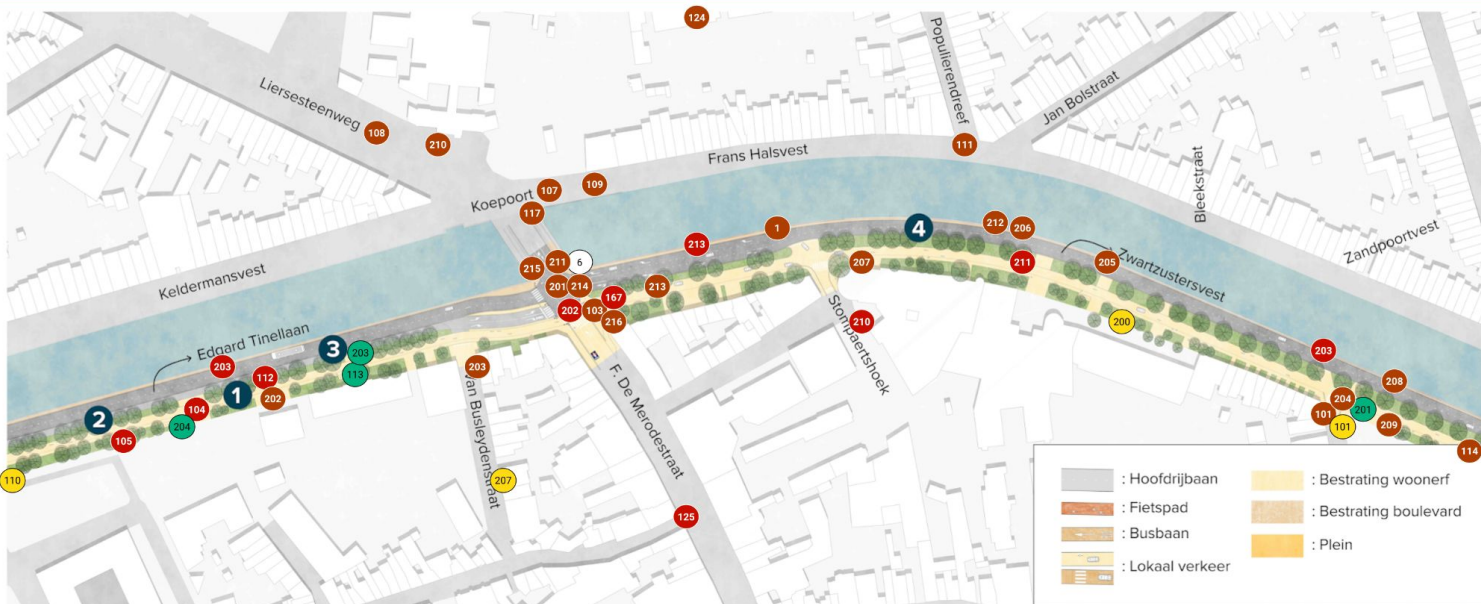 124
Populierendreef
Jan Bolstraat
Liersesteenweg
108
210
111
Frans Halsvest
Bleekstraat
Koepoort
107
109
117
Zandpoortvest
Keldermansvest
213
1
4
212
206
215
211
6
207
211
205
Zwartzustersvest
201
214
213
202
103
167
216
Stompaertshoek
210
200
Edgard Tinellaan
3
203
113
203
112
1
202
104
2
204
105
203
Van Busleydenstraat
F. De Merodestraat
203
208
204
101
201
101
209
114
110
207
125
: Hoofdrijbaan
: Fietspad
: Busbaan
: Lokaal verkeer
: Bestrating woonerf
: Bestrating boulevard
: Plein